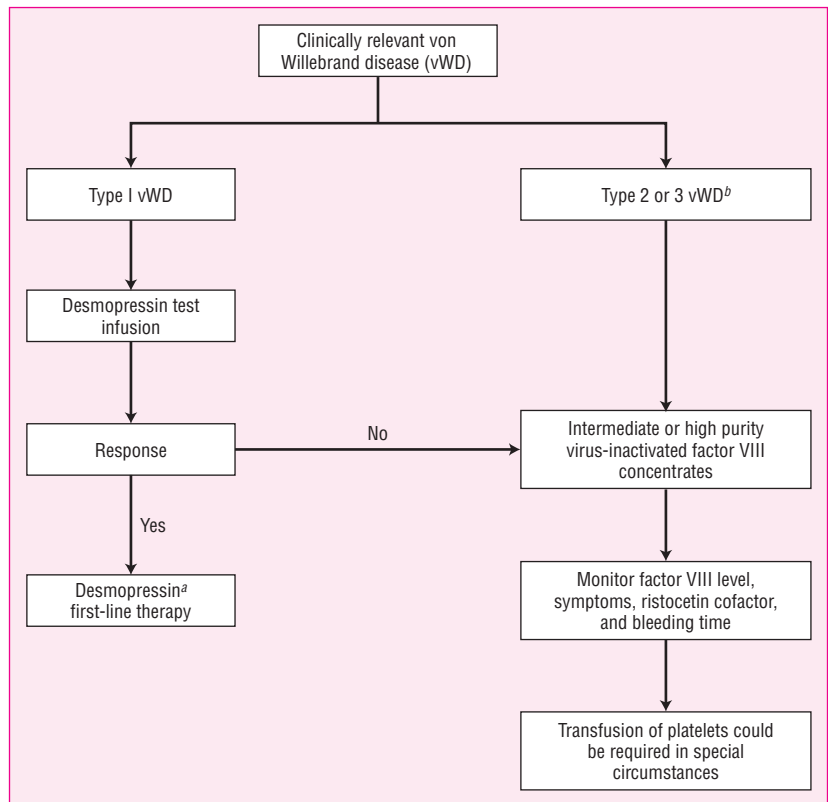 Clinically relevant von
Willebrand disease (vWD)
Type I vWD
Type 2 or 3 vWDᵇ
Desmopressin test
infusion
Response
No
Intermediate or high purity
virus-inactivated factor VIII
concentrates
Yes
Desmopressinᵃ
first-line therapy
Monitor factor VIII level,
symptoms, ristocetin cofactor,
and bleeding time
Transfusion of platelets could
be required in special
circumstances